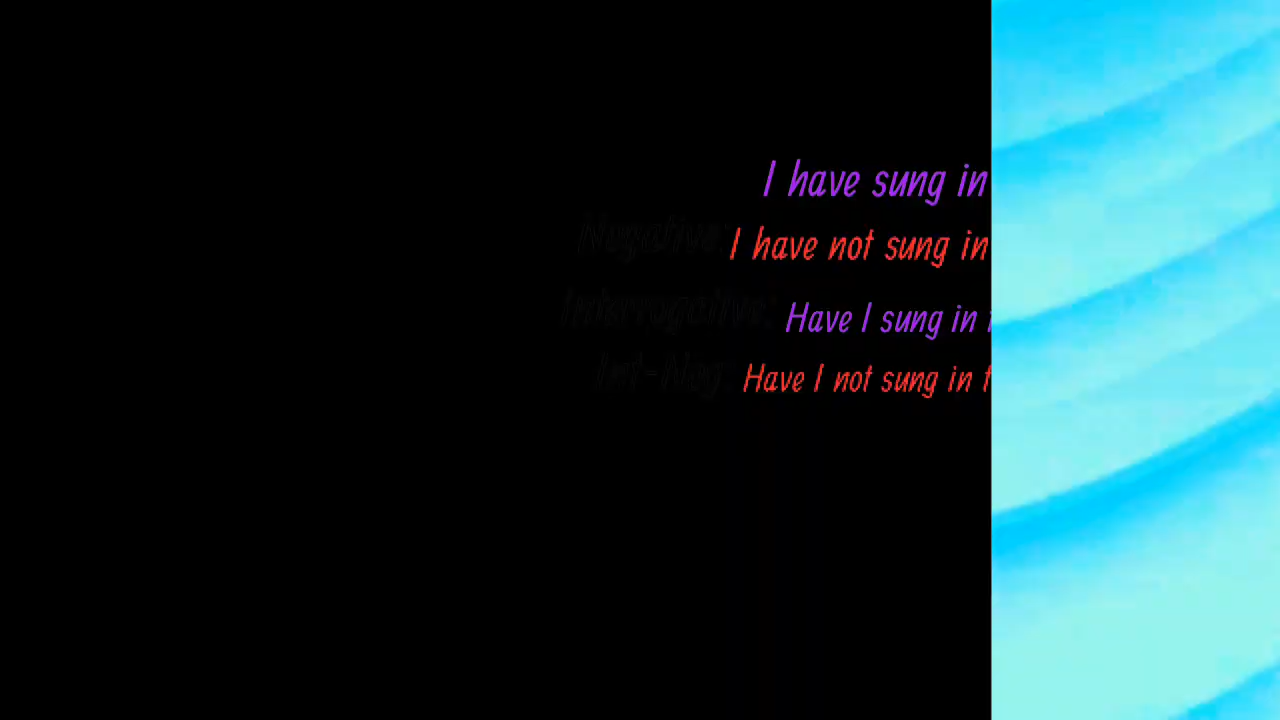 I have sung in
Negative: I have not sung in
Interrogative: Have I sung in
Int-Neg Have I not sung in